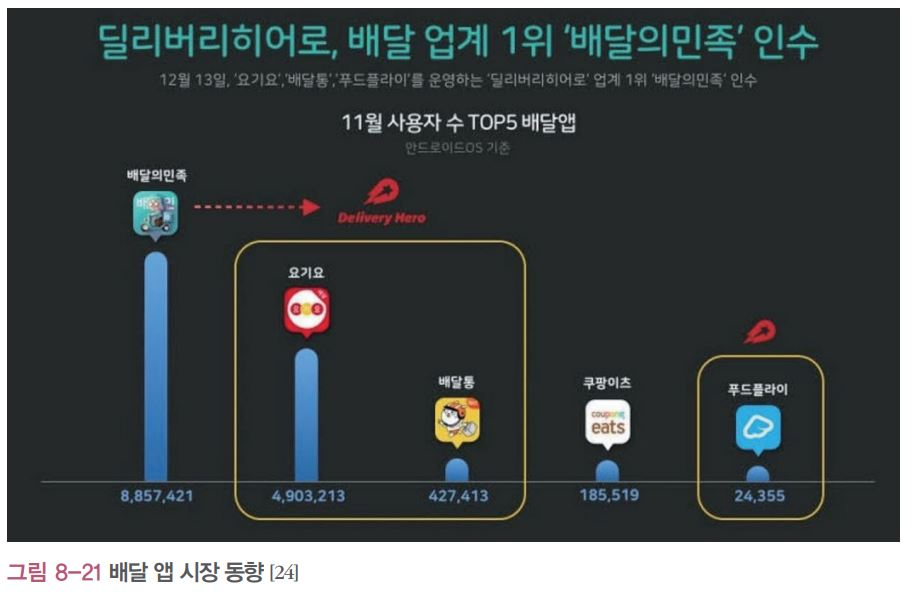 딜리버리히어로, 배달 업계 1위 ‘배달의민족’ 인수
12월 13일, ‘요기요’,‘배달통’,‘푸드플라이’를 운영하는 ‘딜리버리히어로’ 업계 1위 ‘배달의민족’ 인수
11월 사용자 수 TOP5 배달앱
안드로이드OS 기준
배달의민족
Delivery Hero
요기요
요기요
배달통
쿠팡이츠
coupang
eats
푸드플라이
8,857,421
4,903,213
427,413
185,519
24,355
그림 8–21 배달 앱 시장 동향 [24]